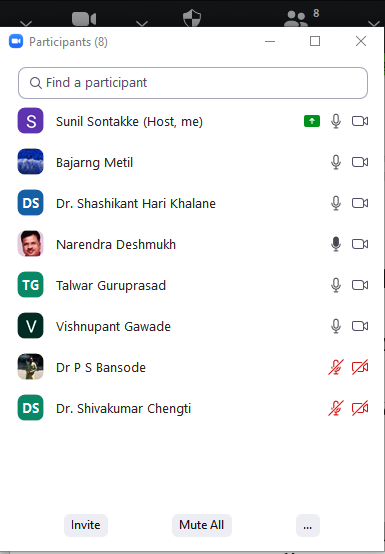 8
Participants (8)
Find a participant
S Sunil Sontakke (Host, me)
Bajarng Metil
DS Dr. Shashikant Hari Khalane
Narendra Deshmukh
TG Talwar Guruprasad
V Vishnupant Gawade
Dr P S Bansode
DS Dr. Shivakumar Chengti
Invite Mute All ...